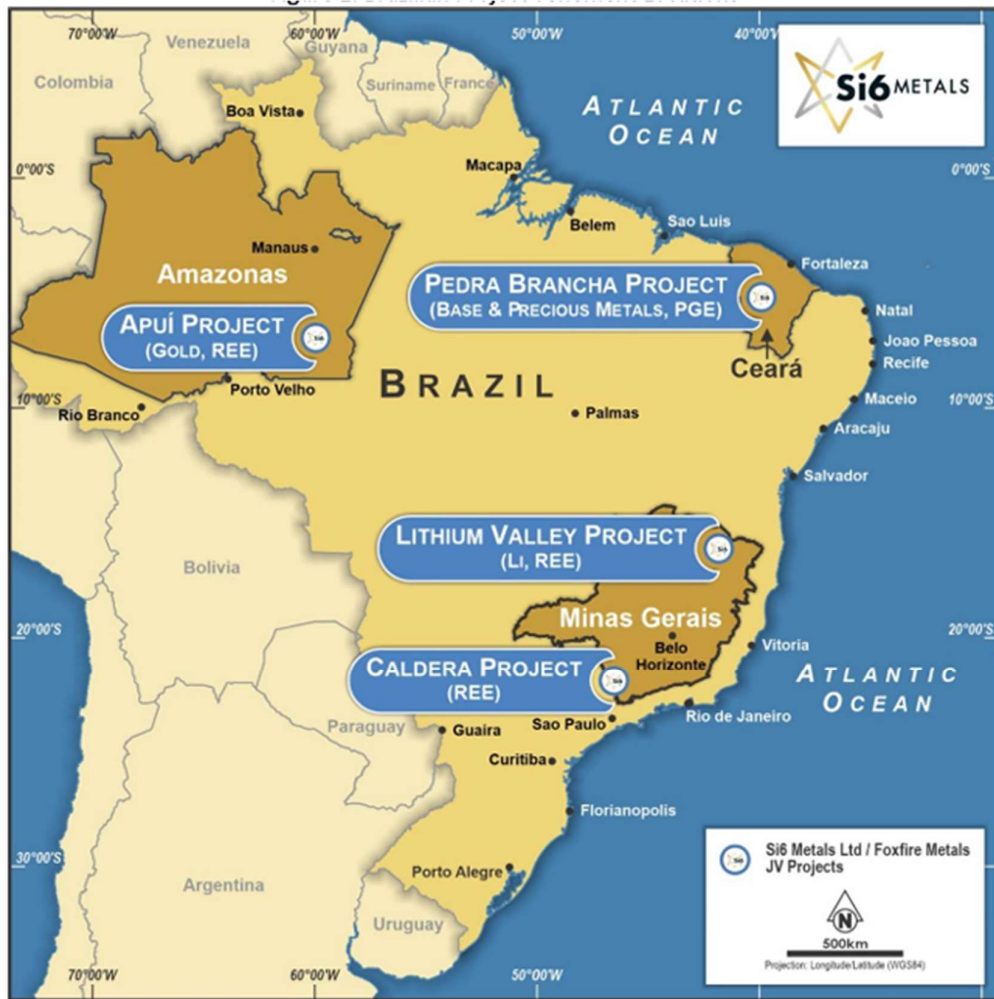 70°00'W
50°00'W
40°00'W
Venezuela
Guyana
Colombia
Suriname
France
Si6 METALS
ATLANTIC
OCEAN
Boa Vista
Macapa
0°00'S
0°00'S
Belem
Sao Luis
Manaus
Amazonas
Fortaleza
PEDRA BRANCHA PROJECT
(BASE & PRECIOUS METALS, PGE)
Si6
Natal
APUÍ PROJECT
(GOLD, REE)
Si6
Joao Pessoa
Ceará
Recife
Porto Velho
BRAZIL
Maceio
Rio Branco
10°00'S
Palmas
10°00'S
Aracaju
Salvador
LITHIUM VALLEY PROJECT
(LI, REE)
Si6
Bolivia
Minas Gerais
20°00'S
20°00'S
Belo
Horizonte
Vitoria
CALDERA PROJECT
(REE)
Si6
ATLANTIC
OCEAN
Paraguay
Sao Paulo
Rio de Janeiro
Guaira
Curitiba
Florianopolis
30°00'S
Porto Alegre
Argentina
Uruguay
Si6
Si6 Metals Ltd / Foxfire Metals
JV Projects
N
500km
Projection: Longitude/Latitude (WGS84)
70°00'W
60°00'W
50°00'W